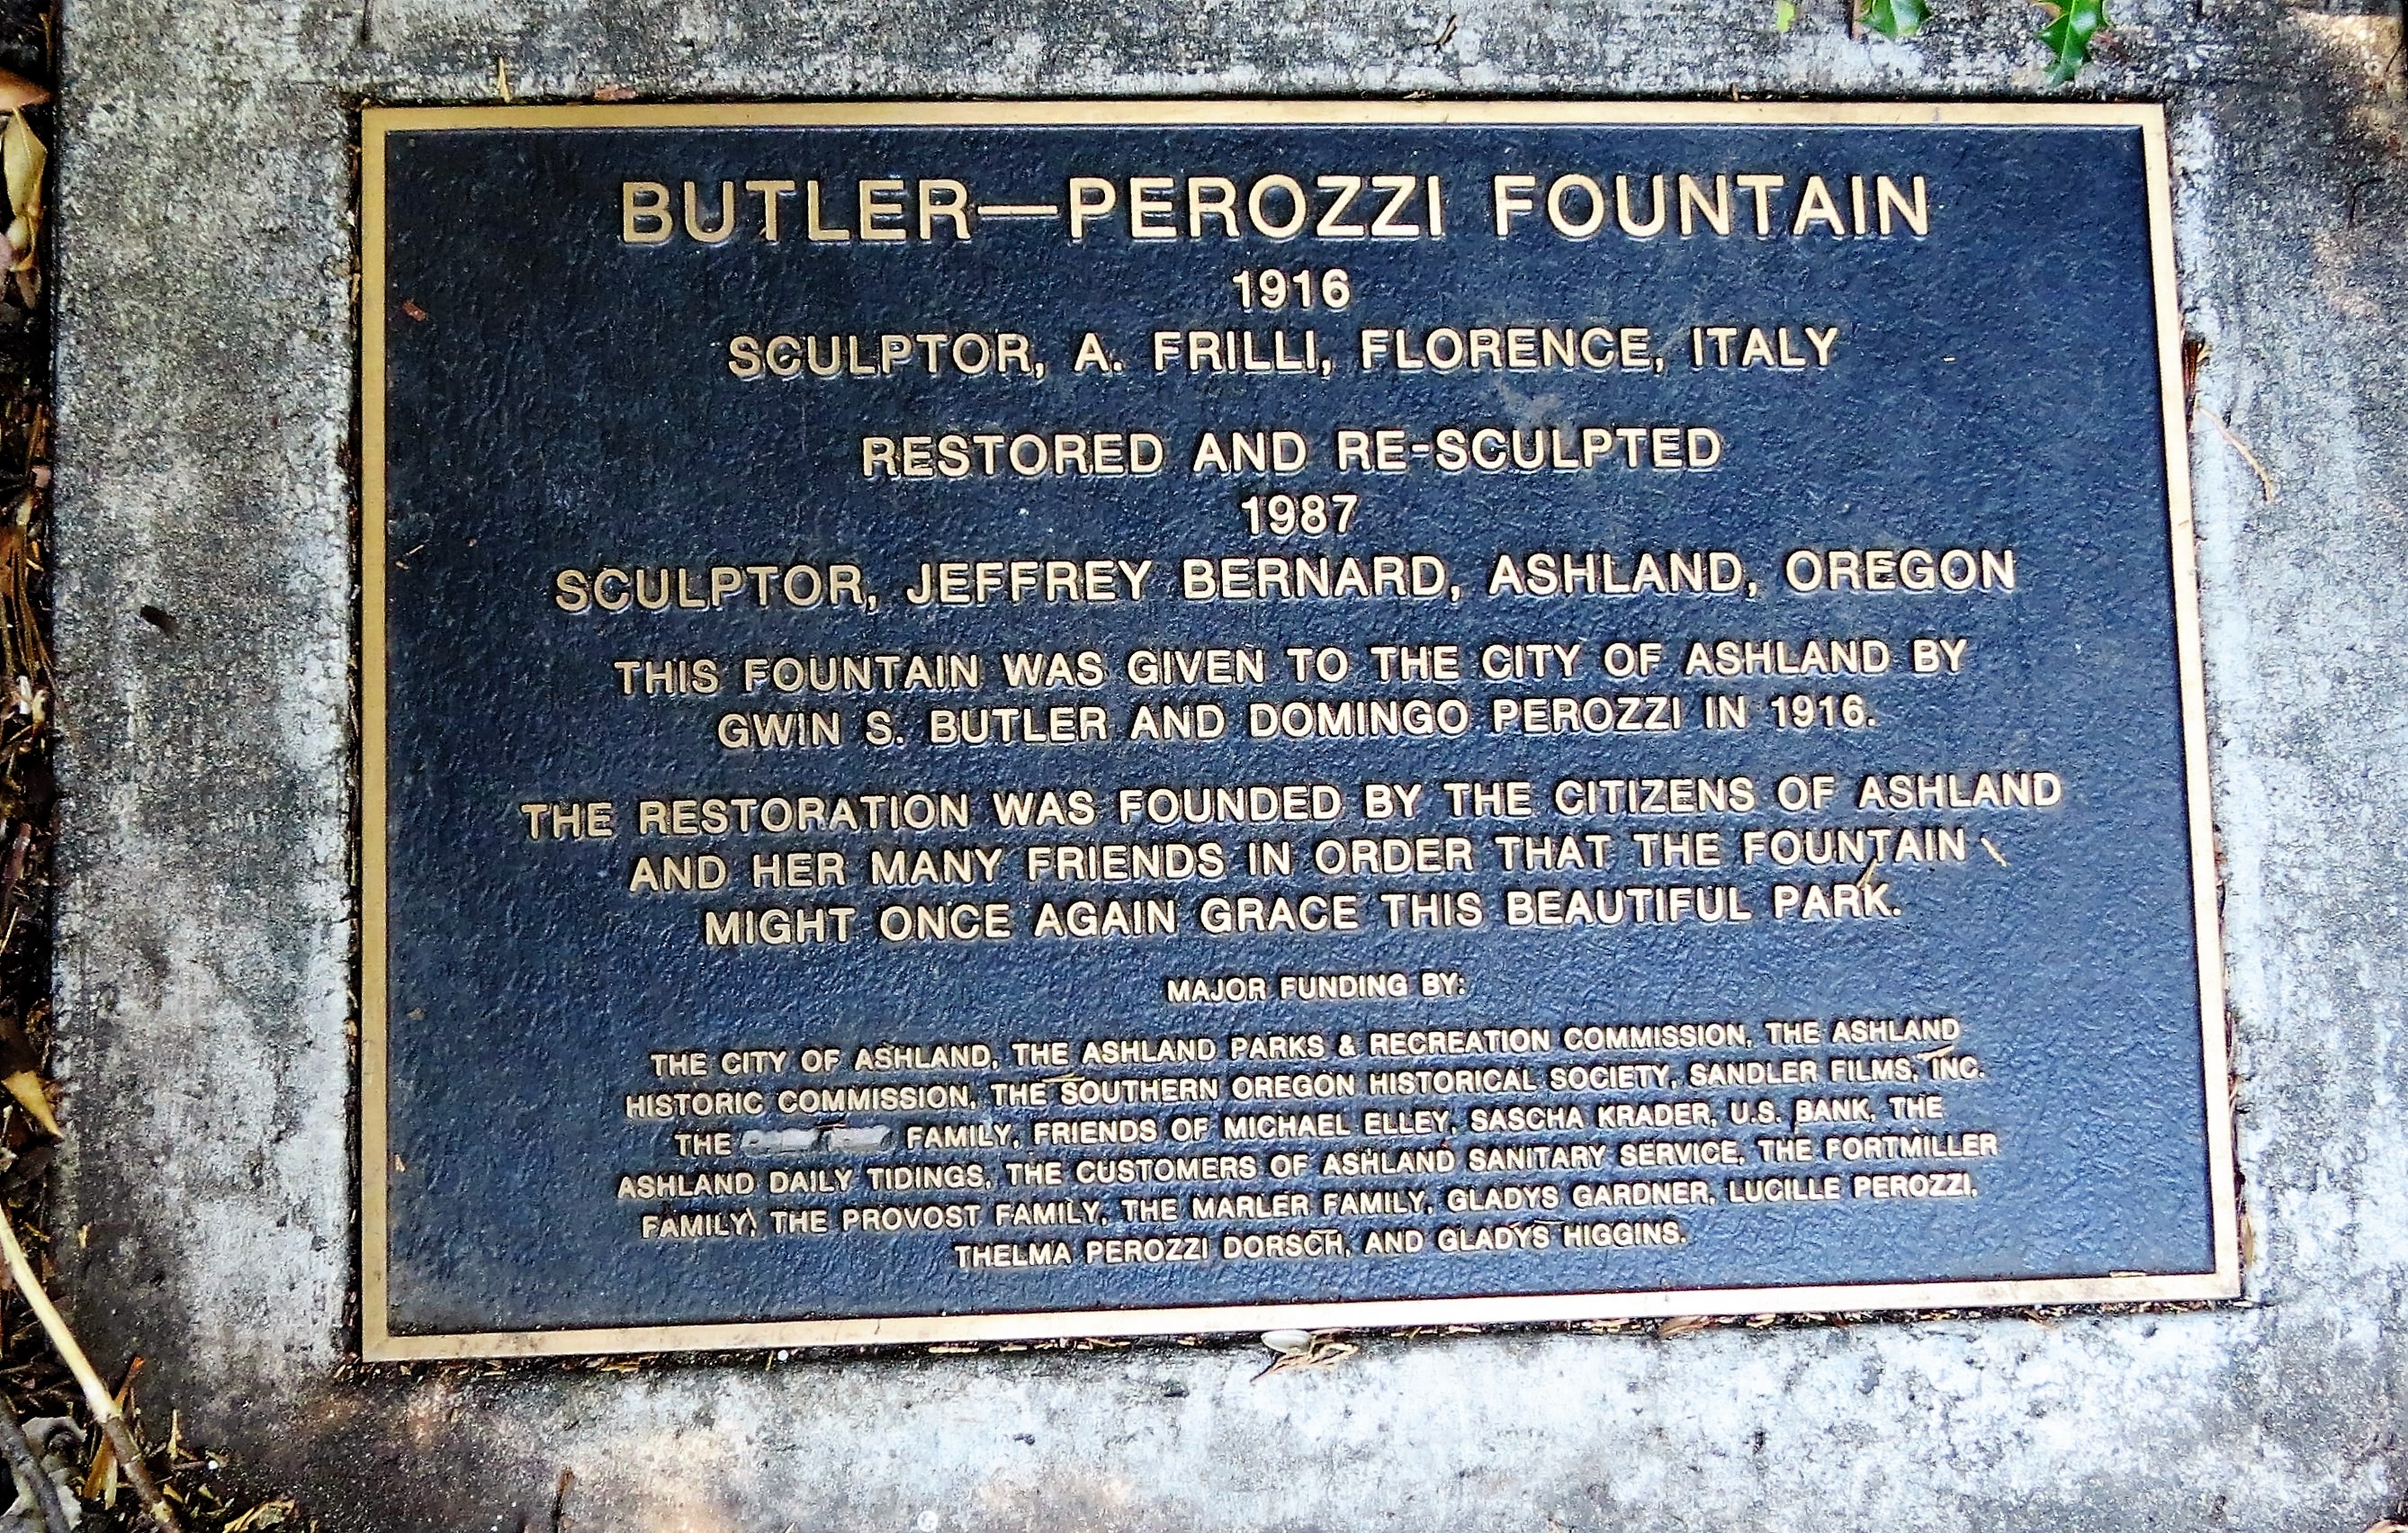 BUTLER—PEROZZI FOUNTAIN
1916
SCULPTOR, A. FRILLI, FLORENCE, ITALY
RESTORED AND RE-SCULPTED
1987
SCULPTOR, JEFFREY BERNARD, ASHLAND, OREGON
THIS FOUNTAIN WAS GIVEN TO THE CITY OF ASHLAND BY
GWIN S. BUTLER AND DOMINGO PEROZZI IN 1916.
THE RESTORATION WAS FOUNDED BY THE CITIZENS OF ASHLAND
AND HER MANY FRIENDS IN ORDER THAT THE FOUNTAIN
MIGHT ONCE AGAIN GRACE THIS BEAUTIFUL PARK.
MAJOR FUNDING BY:
THE CITY OF ASHLAND, THE ASHLAND PARKS & RECREATION COMMISSION, THE ASHLAND
HISTORIC COMMISSION, THE SOUTHERN OREGON HISTORICAL SOCIETY, SANDLER FILMS, INC.
THE FAMILY, FRIENDS OF MICHAEL ELLEY, SASCHA KRADER, U.S. BANK, THE
ASHLAND DAILY TIDINGS, THE CUSTOMERS OF ASHLAND SANITARY SERVICE, THE FORTMILLER
FAMILY, THE PROVOST FAMILY, THE MARLER FAMILY, GLADYS GARDNER, LUCILLE PEROZZI,
THELMA PEROZZI DORSCH, AND GLADYS HIGGINS.